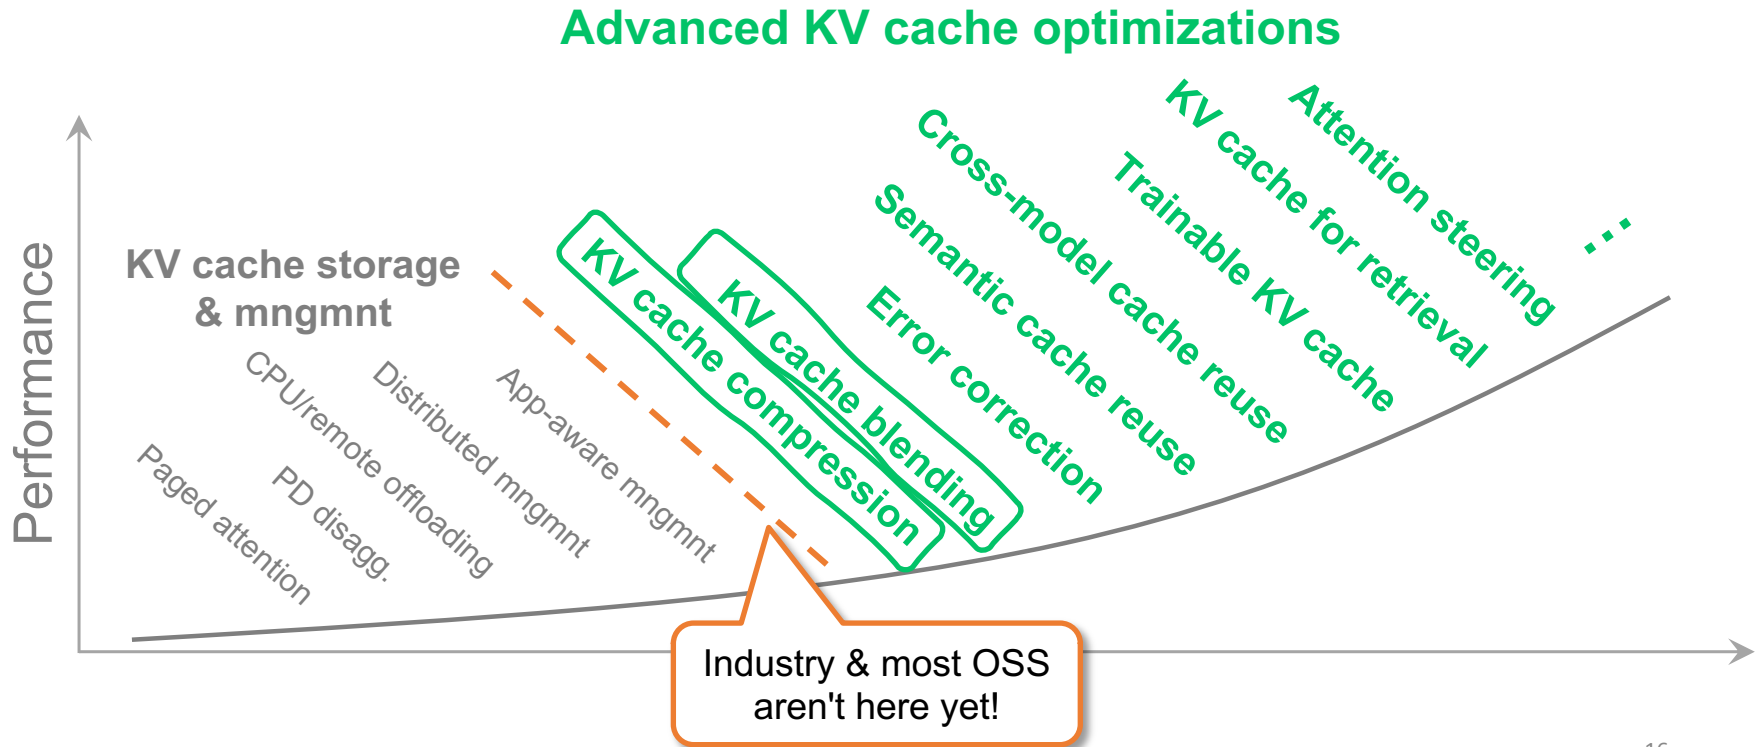 Advanced KV cache optimizations
Performance
KV cache storage
& mngmnt
Paged attention
PD disagg.
CPU/remote offloading
Distributed mngmnt
App-aware mngmnt
KV cache compression
KV cache blending
Error correction
Semantic cache reuse
Cross-model cache reuse
Trainable KV cache
KV cache for retrieval
Attention steering
...
Industry & most OSS
aren't here yet!
16